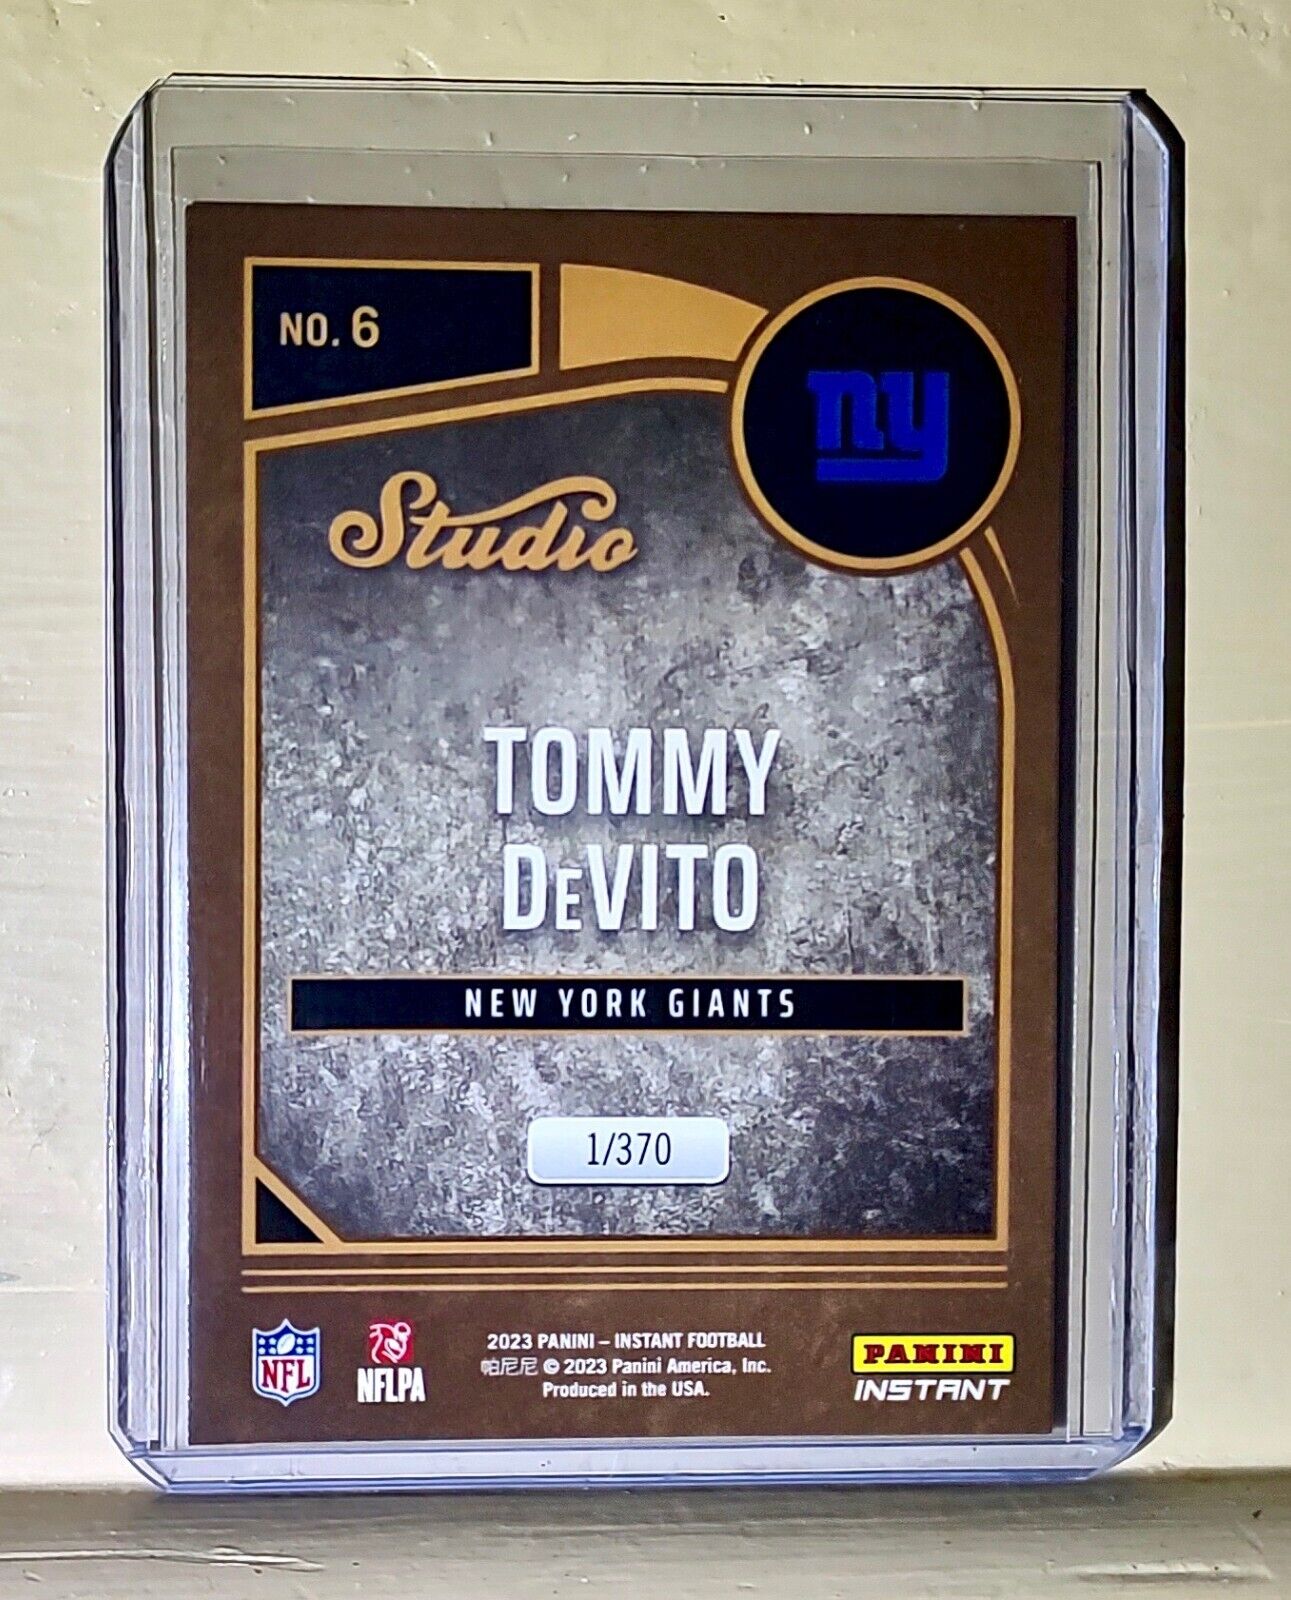 NO. 6
ny
Studio
TOMMY
DeVITO
NEW YORK GIANTS
1/370
NFL
NFLPA
2023 PANINI – INSTANT FOOTBALL
帕尼尼 © 2023 Panini America, Inc.
Produced in the USA.
PANINI
INSTANT